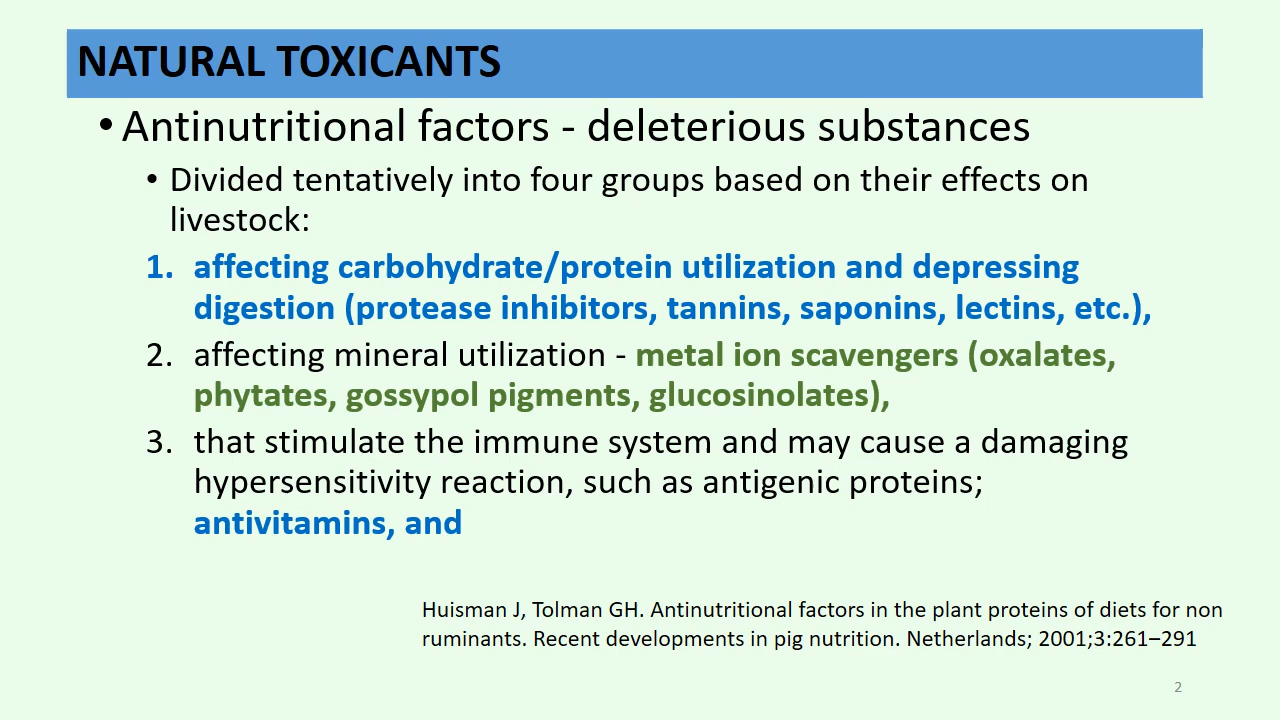 NATURAL TOXICANTS
• Antinutritional factors - deleterious substances
• Divided tentatively into four groups based on their effects on
livestock:
1. affecting carbohydrate/protein utilization and depressing
digestion (protease inhibitors, tannins, saponins, lectins, etc.),
2. affecting mineral utilization - metal ion scavengers (oxalates,
phytates, gossypol pigments, glucosinolates),
3. that stimulate the immune system and may cause a damaging
hypersensitivity reaction, such as antigenic proteins;
antivitamins, and
Huisman J, Tolman GH. Antinutritional factors in the plant proteins of diets for non
ruminants. Recent developments in pig nutrition. Netherlands; 2001;3:261–291
2